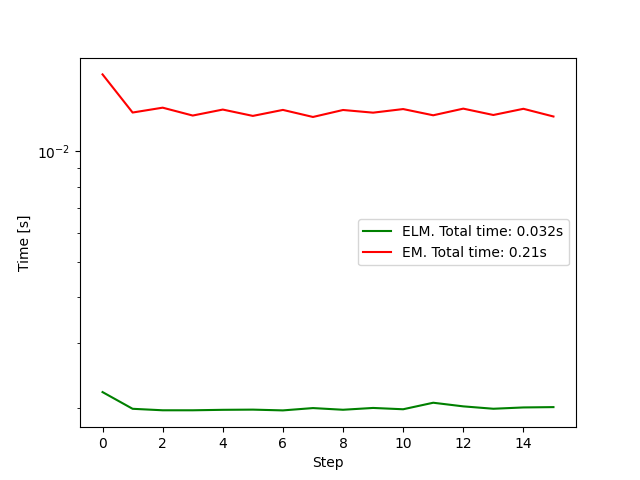 Time [s]
10⁻²
ELM. Total time: 0.032s
EM. Total time: 0.21s
0 2 4 6 8 10 12 14
Step